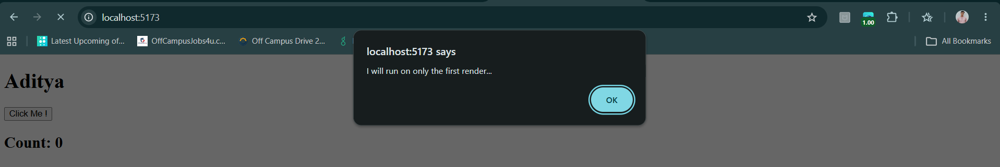 localhost:5173
1.00
Latest Upcoming of...
OffCampusJobs4u.c...
Off Campus Drive 2...
All Bookmarks
localhost:5173 says
I will run on only the first render...
OK
Aditya
Click Me !
Count: 0